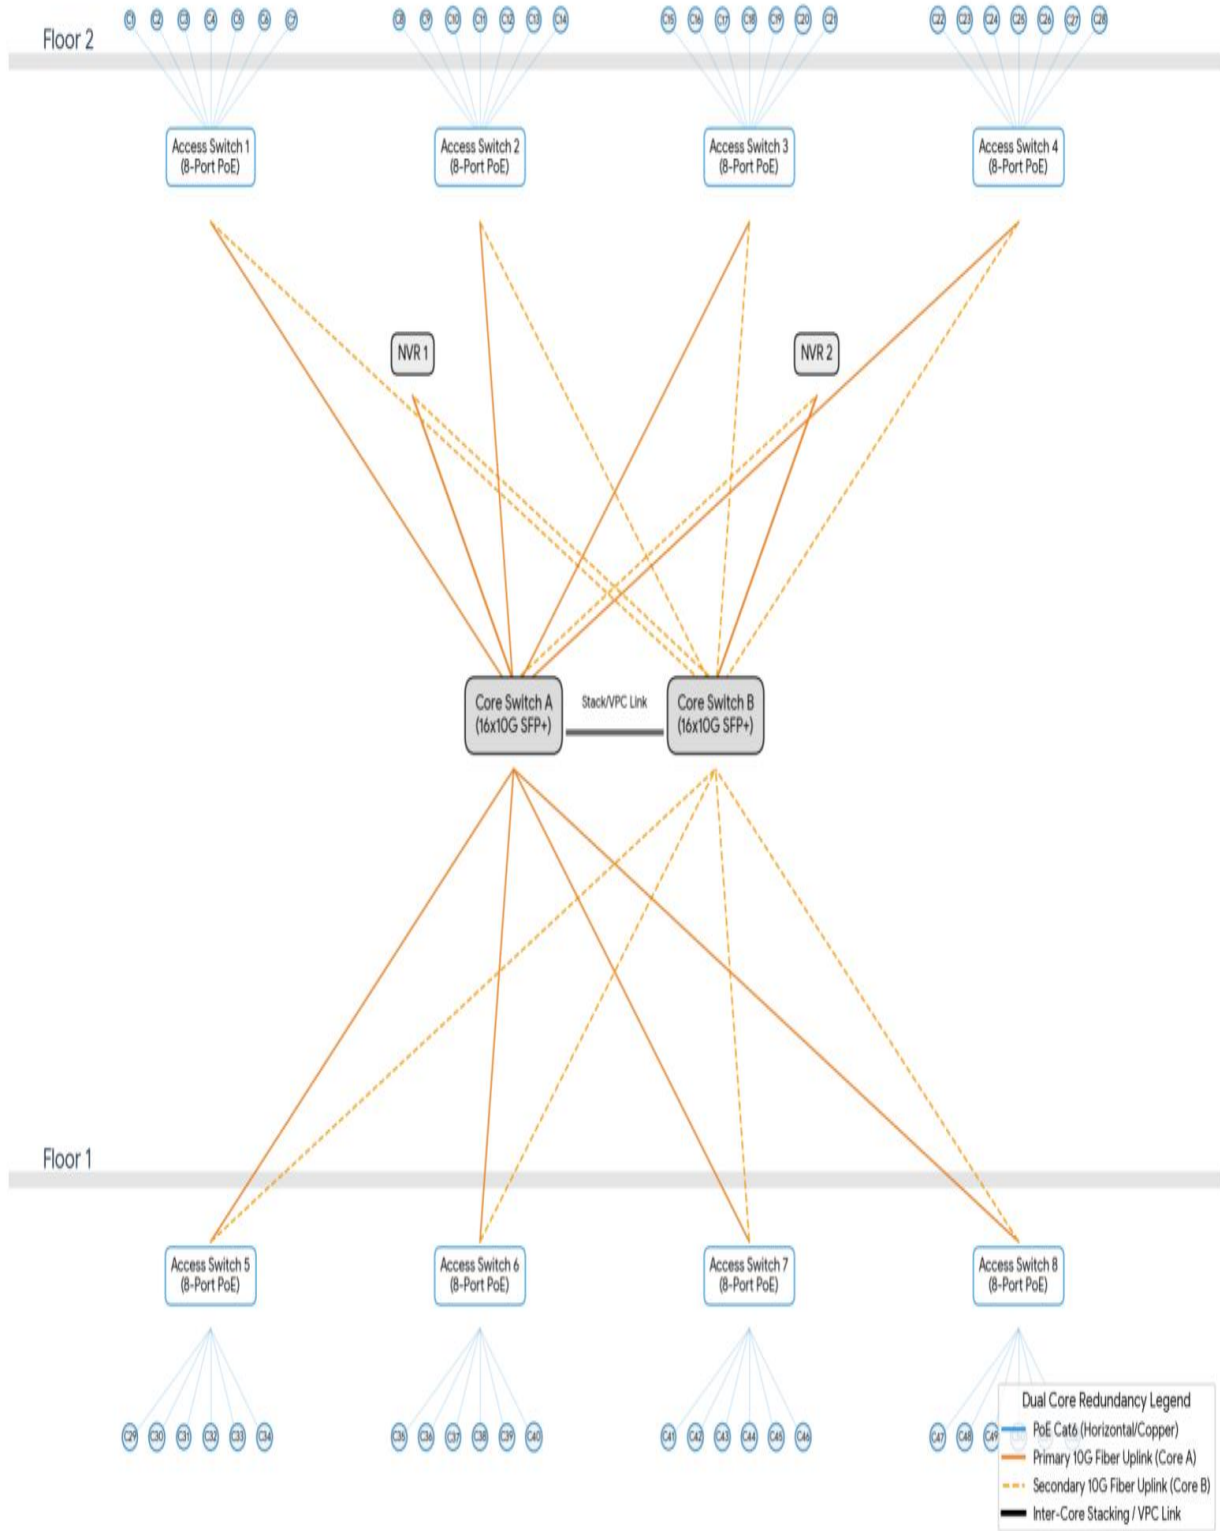 C1 C2 C3 C4 C5 C6 C7 C8 C9 C10 C11 C12 C13 C14 C15 C16 C17 C18 C19 C20 C21 C22 C23 C24 C25 C26 C27 C28
Floor 2
Access Switch 1
(8-Port PoE)
Access Switch 2
(8-Port PoE)
Access Switch 3
(8-Port PoE)
Access Switch 4
(8-Port PoE)
NVR 1
NVR 2
Core Switch A
(16x10G SFP+)
Stack/VPC Link
Core Switch B
(16x10G SFP+)
Floor 1
Access Switch 5
(8-Port PoE)
Access Switch 6
(8-Port PoE)
Access Switch 7
(8-Port PoE)
Access Switch 8
(8-Port PoE)
C29 C30 C31 C32 C33 C34 C35 C36 C37 C38 C39 C40 C41 C42 C43 C44 C45 C46 C47 C48 C49
Dual Core Redundancy Legend
PoE Cat6 (Horizontal/Copper)
Primary 10G Fiber Uplink (Core A)
Secondary 10G Fiber Uplink (Core B)
Inter-Core Stacking / VPC Link